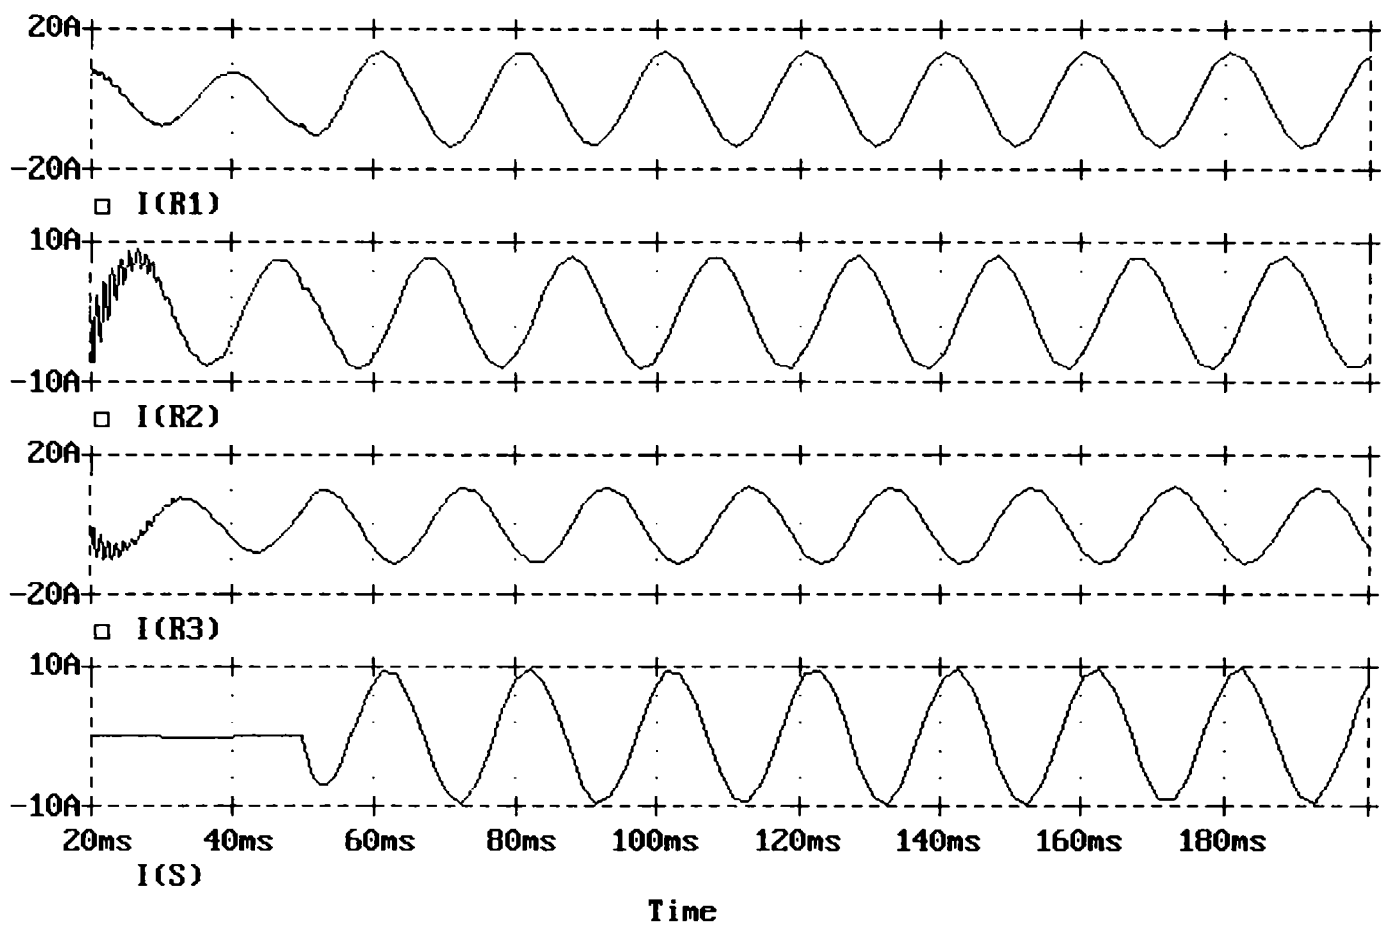 20A
-20A
□ I(R1)
10A
-10A
□ I(R2)
20A
-20A
□ I(R3)
10A
-10A
20ms 40ms 60ms 80ms 100ms 120ms 140ms 160ms 180ms
I(S)
Time